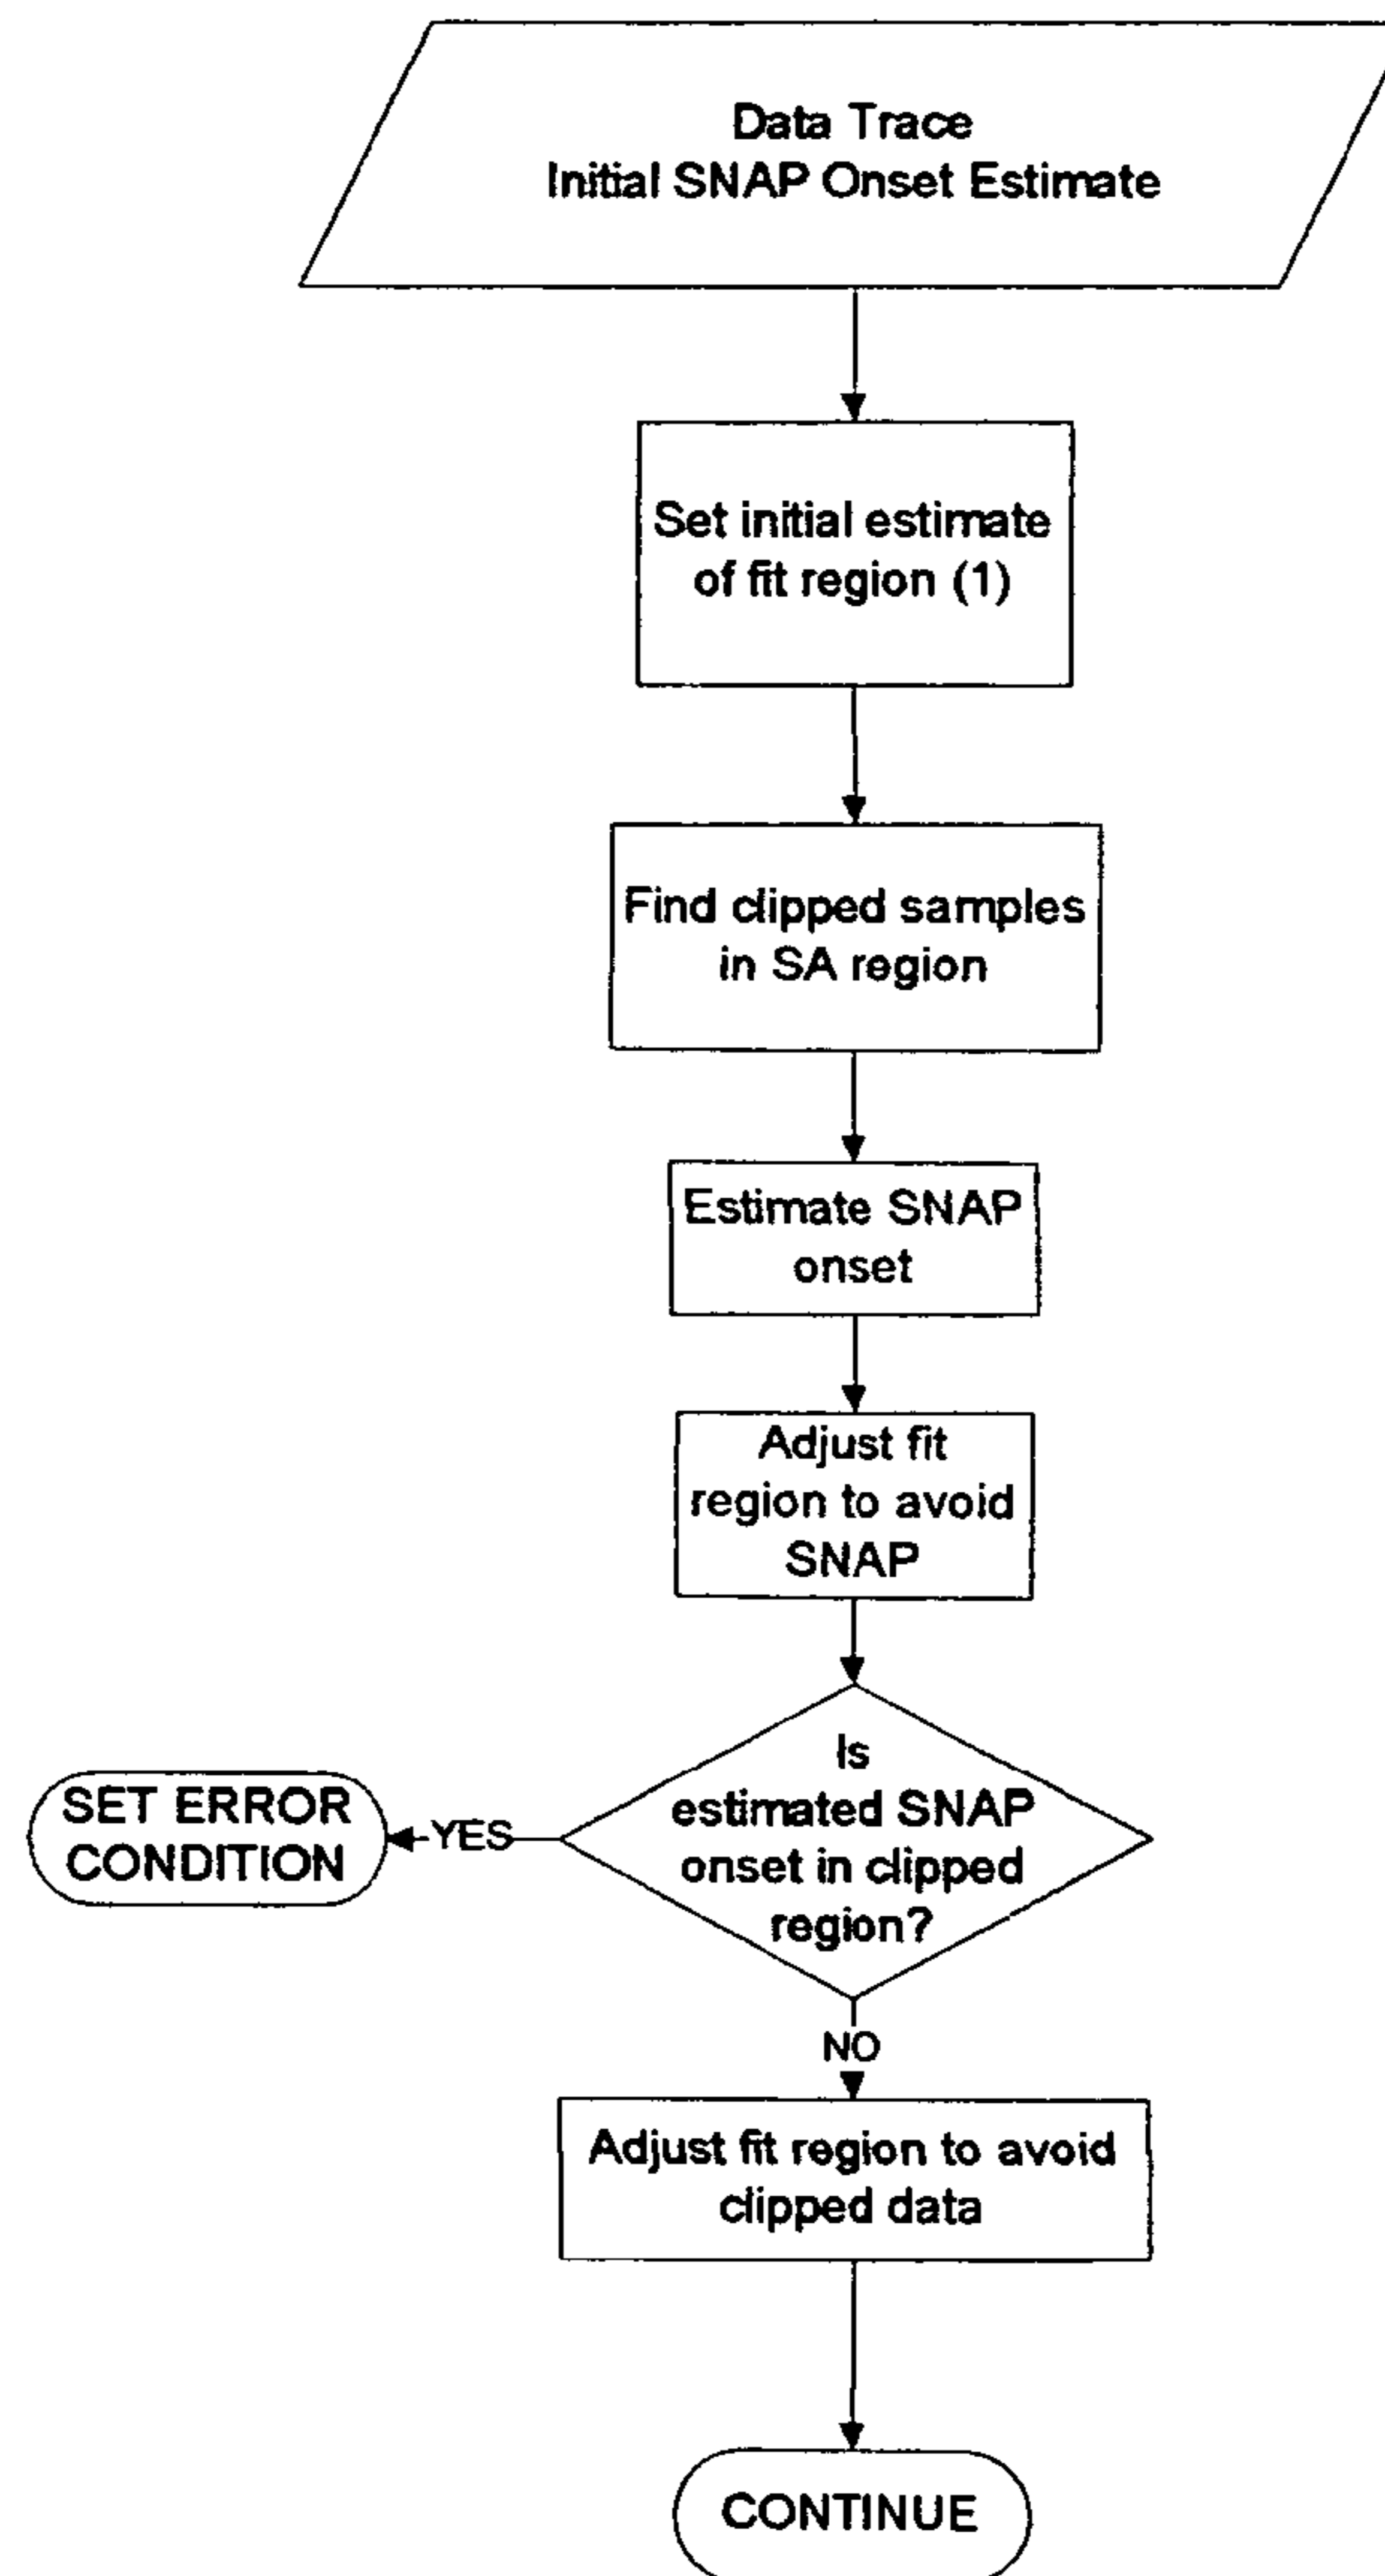 Data Trace
Initial SNAP Onset Estimate
Set initial estimate
of fit region (1)
Find clipped samples
in SA region
Estimate SNAP
onset
Adjust fit
region to avoid
SNAP
Is
estimated SNAP
onset in clipped
region?
YES
SET ERROR
CONDITION
NO
Adjust fit region to avoid
clipped data
CONTINUE